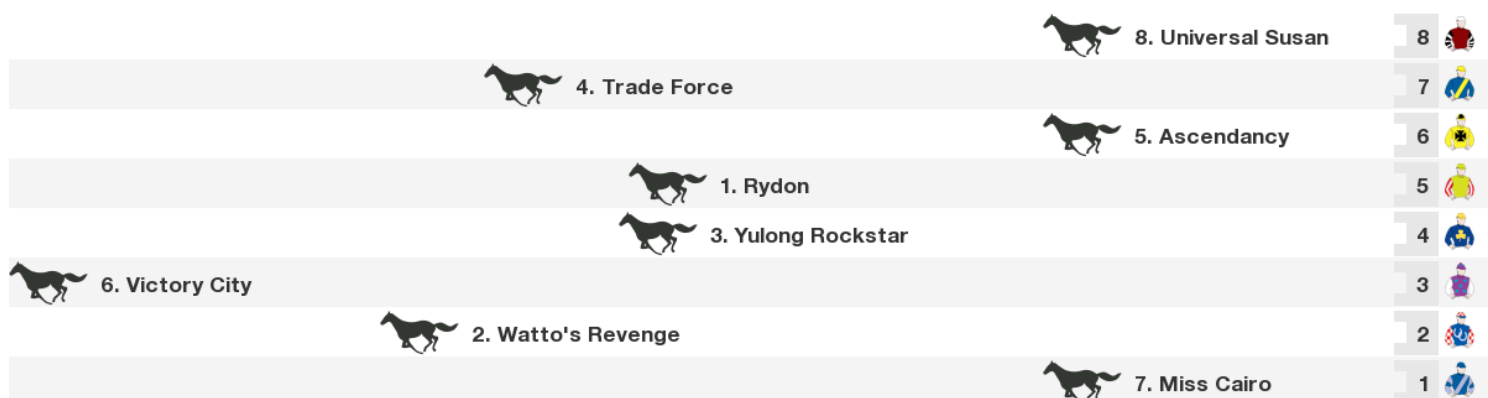 8. Universal Susan 8
4. Trade Force 7
5. Ascendancy 6
1. Rydon 5
3. Yulong Rockstar 4
6. Victory City 3
2. Watto's Revenge 2
7. Miss Cairo 1